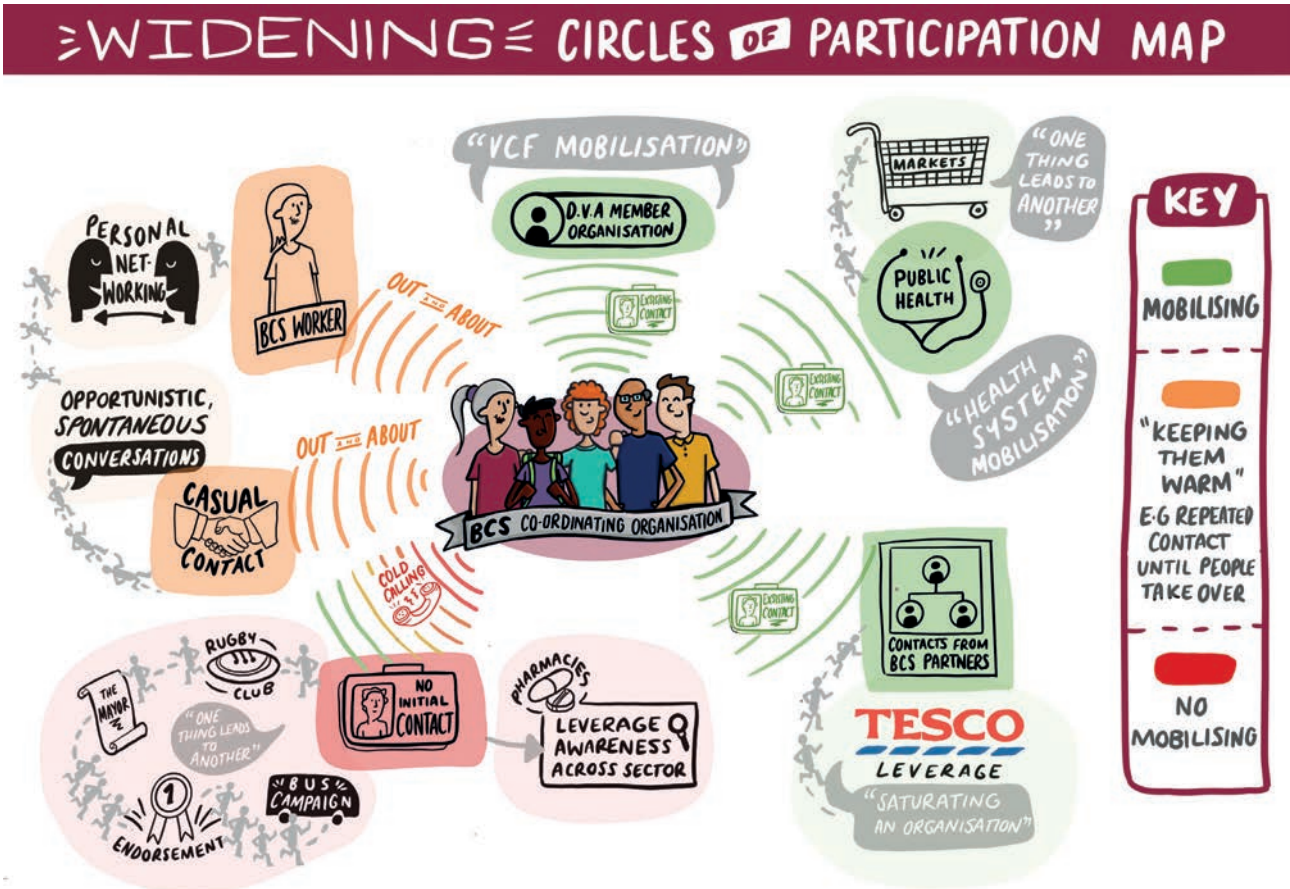 WIDENING CIRCLES OF PARTICIPATION MAP
"VCF MOBILISATION"
D.V.A MEMBER
ORGANISATION
EXISTING
CONTACT
MARKETS
"ONE
THING
LEADS TO
ANOTHER
"
PUBLIC
HEALTH
"HEALTH
SYSTEM
MOBILISATION"
EXISTING
CONTACT
PERSONAL
NET-
WORKING
BCS WORKER
OUT AND ABOUT
OPPORTUNISTIC,
SPONTANEOUS
CONVERSATIONS
CASUAL
CONTACT
OUT AND ABOUT
BCS CO-ORDINATING ORGANISATION
COLD
CALLING
NO
INITIAL
CONTACT
RUGBY
CLUB
THE
MAYOR
"ONE
THING LEADS
TO
ANOTHER"
1
ENDORSEMENT
"BUS"
CAMPAIGN
PHARMACIES
LEVERAGE
AWARENESS
ACROSS SECTOR
EXISTING
CONTACT
CONTACTS FROM
BCS PARTNERS
TESCO
LEVERAGE
"SATURATING
AN ORGANISATION"
KEY
MOBILISING
"KEEPING
THEM
WARM"
E.G REPEATED
CONTACT
UNTIL PEOPLE
TAKE OVER
NO
MOBILISING